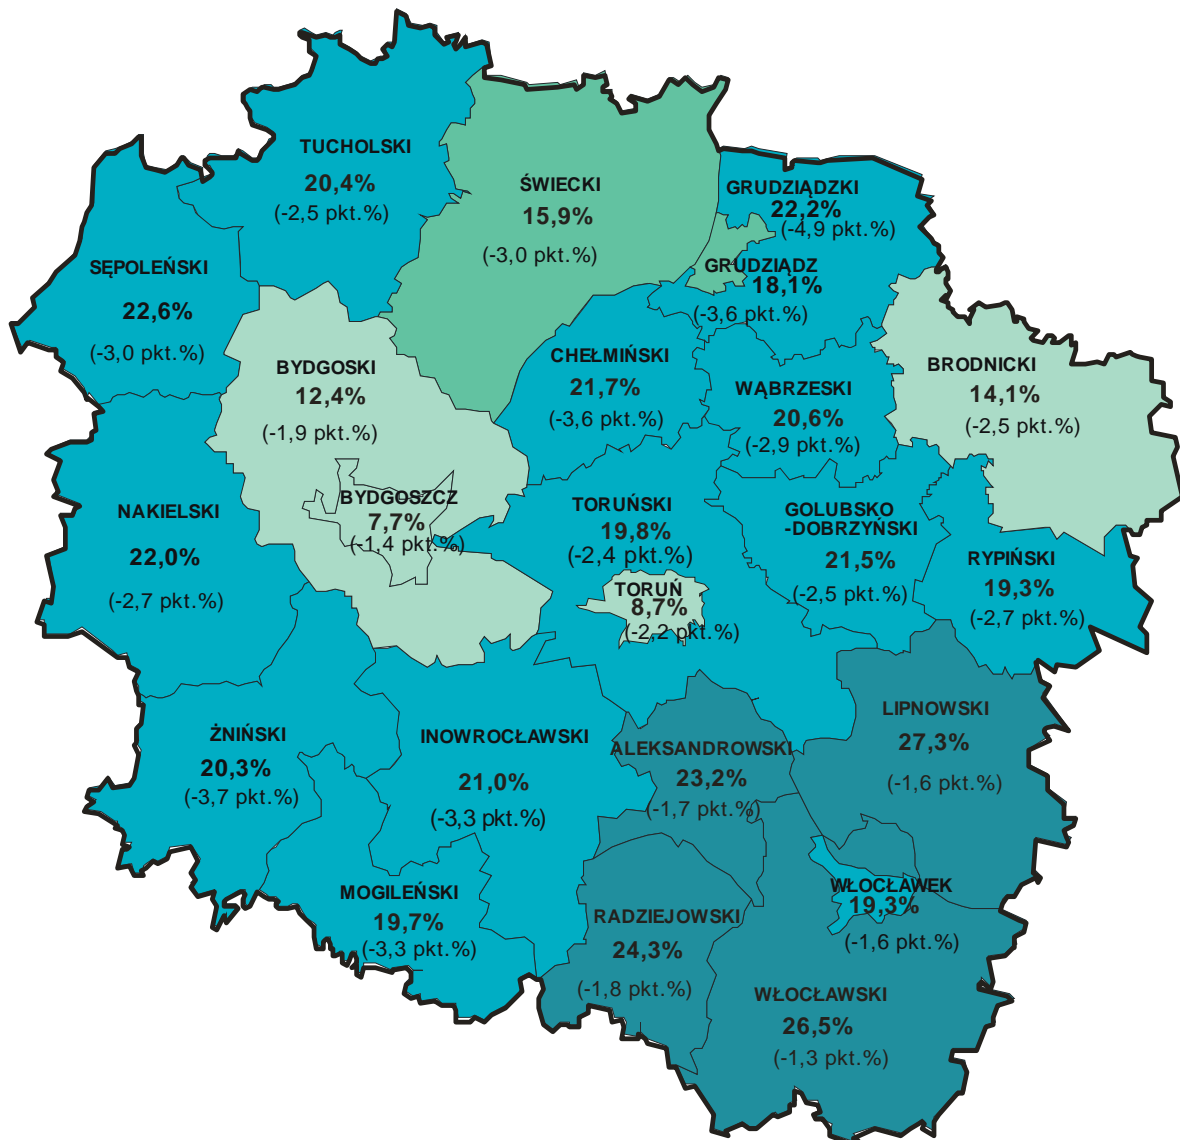 TUCHOLSKI
20,4%
(-2,5 pkt.%)
ŚWIECKI
15,9%
(-3,0 pkt.%)
GRUDZIĄDZKI
22,2%
(-4,9 pkt.%)
GRUDZIĄDZ
18,1%
(-3,6 pkt.%)
SĘPOLEŃSKI
22,6%
(-3,0 pkt.%)
BYDGOSKI
12,4%
(-1,9 pkt.%)
CHEŁMIŃSKI
21,7%
(-3,6 pkt.%)
WĄBRZESKI
20,6%
(-2,9 pkt.%)
BRODNICKI
14,1%
(-2,5 pkt.%)
NAKIELSKI
22,0%
(-2,7 pkt.%)
BYDGOSZCZ
7,7%
(-1,4 pkt.%)
TORUŃSKI
19,8%
(-2,4 pkt.%)
TORUŃ
8,7%
(-2,2 pkt.%)
GOLUBSKO
-DOBRZYŃSKI
21,5%
(-2,5 pkt.%)
RYPIŃSKI
19,3%
(-2,7 pkt.%)
ŻNIŃSKI
20,3%
(-3,7 pkt.%)
INOWROCŁAWSKI
21,0%
(-3,3 pkt.%)
ALEKSANDROWSKI
23,2%
(-1,7 pkt.%)
LIPNOWSKI
27,3%
(-1,6 pkt.%)
MOGILEŃSKI
19,7%
(-3,3 pkt.%)
RADZIEJOWSKI
24,3%
(-1,8 pkt.%)
WŁOCŁAWEK
19,3%
(-1,6 pkt.%)
WŁOCŁAWSKI
26,5%
(-1,3 pkt.%)